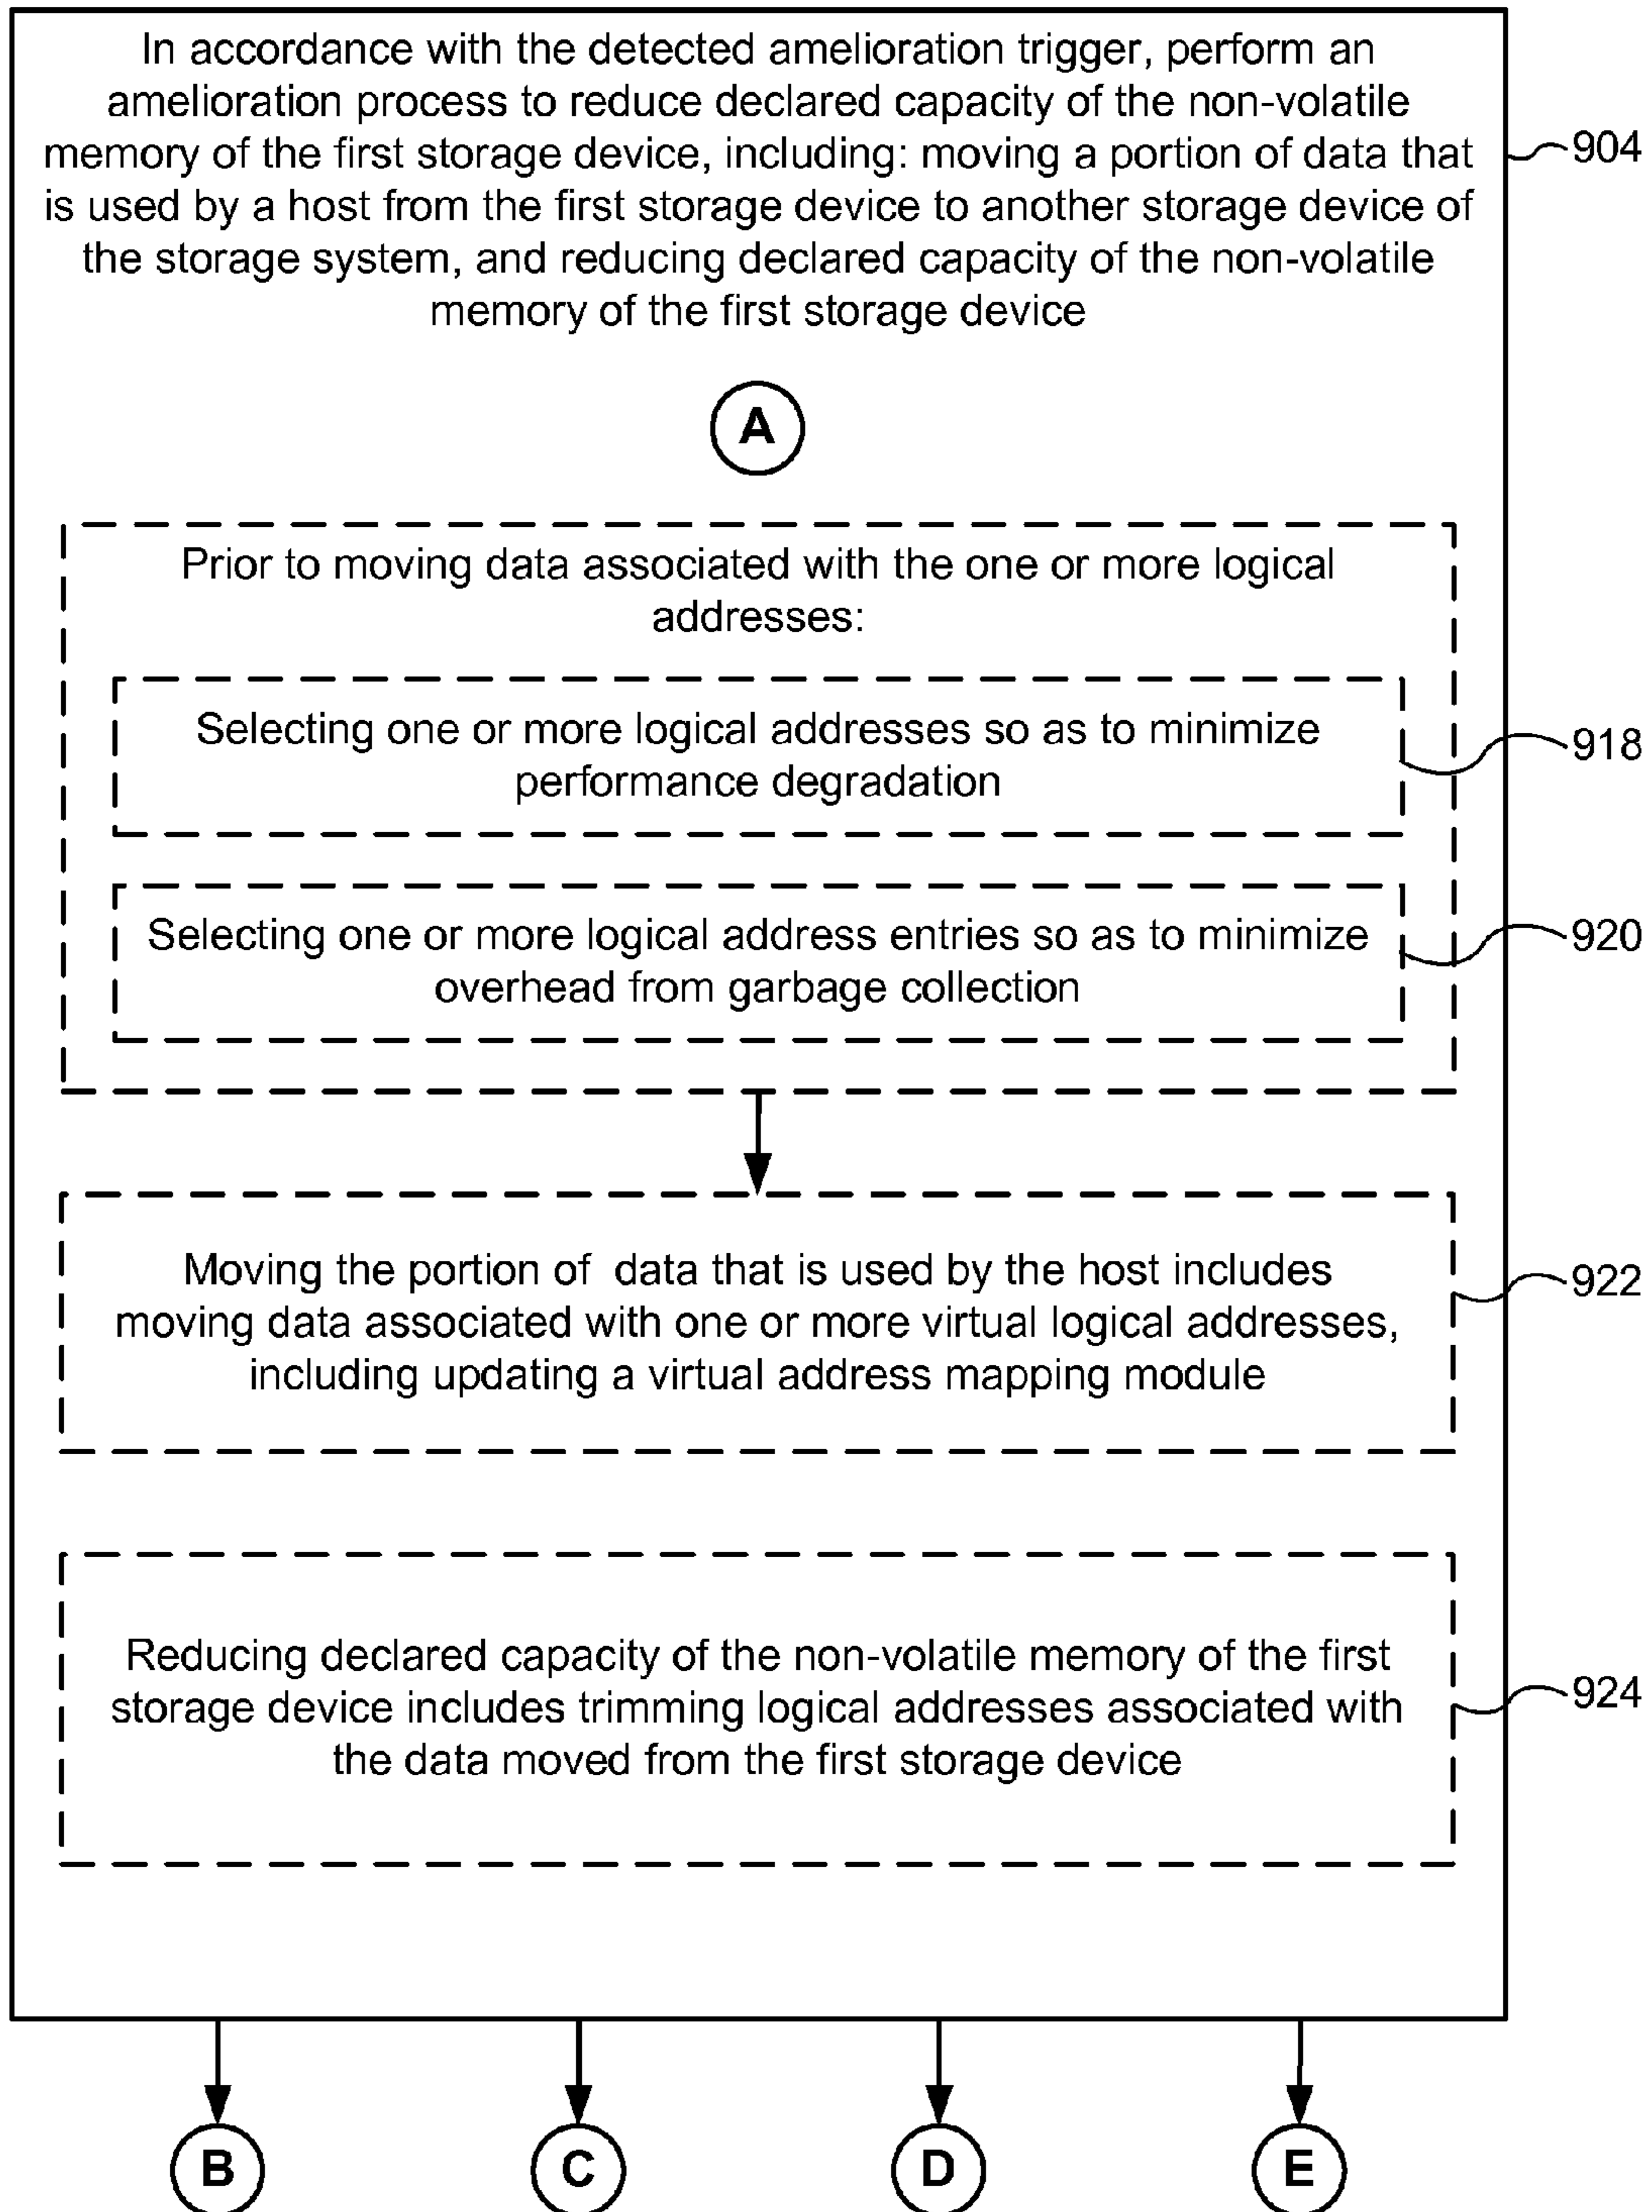 In accordance with the detected amelioration trigger, perform an
amelioration process to reduce declared capacity of the non-volatile
memory of the first storage device, including: moving a portion of data that
is used by a host from the first storage device to another storage device of
the storage system, and reducing declared capacity of the non-volatile
memory of the first storage device
904
A
Prior to moving data associated with the one or more logical
addresses:
Selecting one or more logical addresses so as to minimize
performance degradation
918
Selecting one or more logical address entries so as to minimize
overhead from garbage collection
920
Moving the portion of data that is used by the host includes
moving data associated with one or more virtual logical addresses,
including updating a virtual address mapping module
922
Reducing declared capacity of the non-volatile memory of the first
storage device includes trimming logical addresses associated with
the data moved from the first storage device
924
B C D E